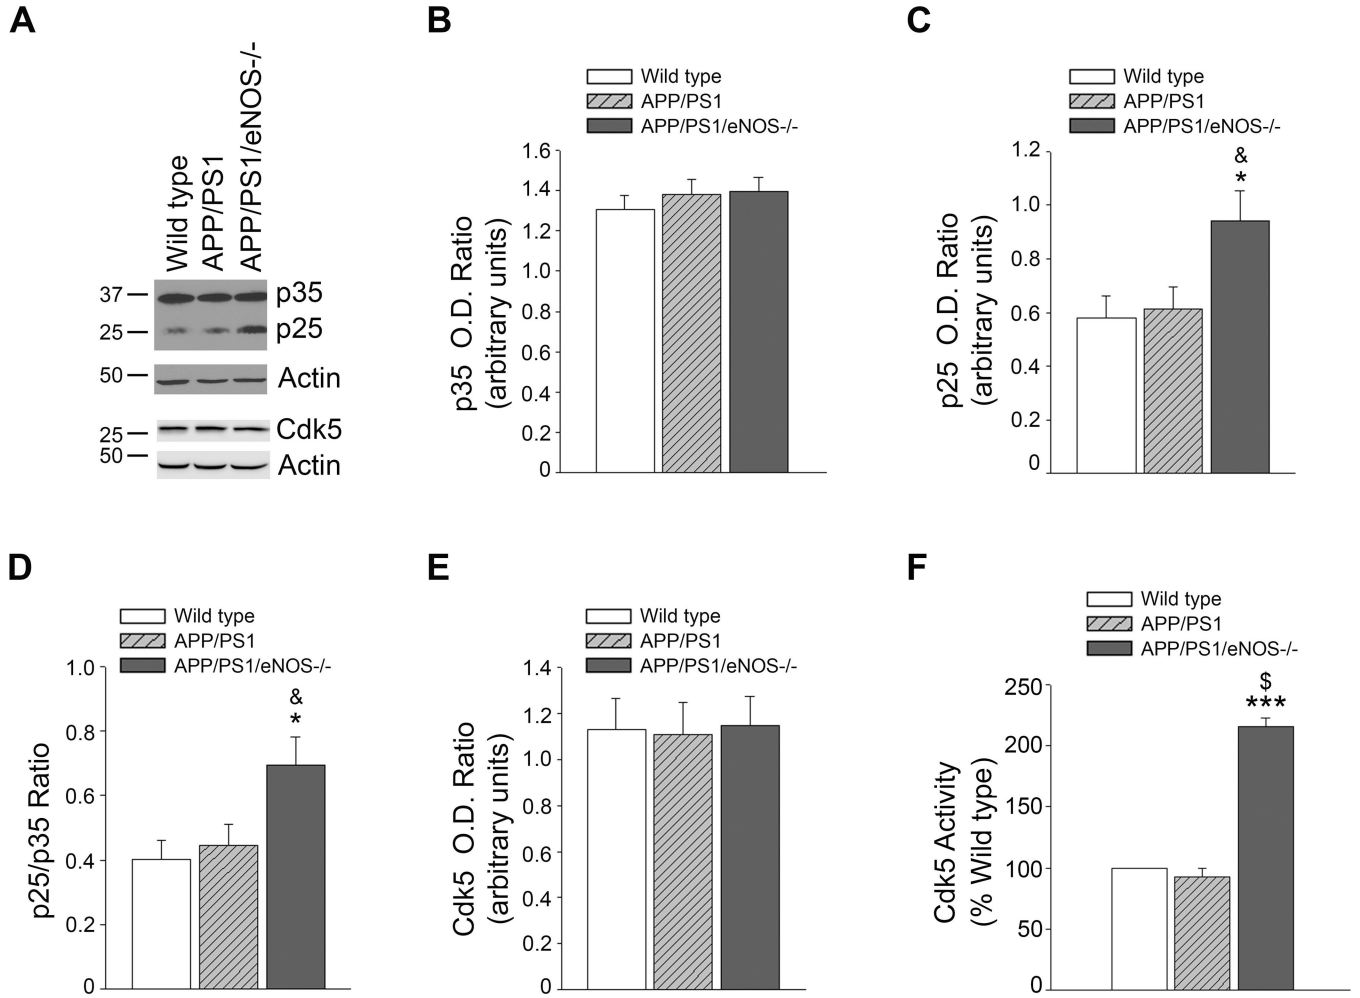 A
Wild type
APP/PS1
APP/PS1/eNOS-/-
37
p35
25
p25
50
Actin
25
Cdk5
50
Actin
B
Wild type
APP/PS1
APP/PS1/eNOS-/-
p35 O.D. Ratio
(arbitrary units)
1.6
1.4
1.2
1.0
0.8
0.6
0.4
0.2
0
C
Wild type
APP/PS1
APP/PS1/eNOS-/-
p25 O.D. Ratio
(arbitrary units)
1.2
1.0
0.8
0.6
0.4
0.2
0
&
*
D
Wild type
APP/PS1
APP/PS1/eNOS-/-
p25/p35 Ratio
1.0
0.8
0.6
0.4
0.2
0
&
*
E
Wild type
APP/PS1
APP/PS1/eNOS-/-
Cdk5 O.D. Ratio
(arbitrary units)
1.4
1.2
1.0
0.8
0.6
0.4
0.2
0
F
Wild type
APP/PS1
APP/PS1/eNOS-/-
Cdk5 Activity
(% Wild type)
250
200
150
100
50
0
$
***